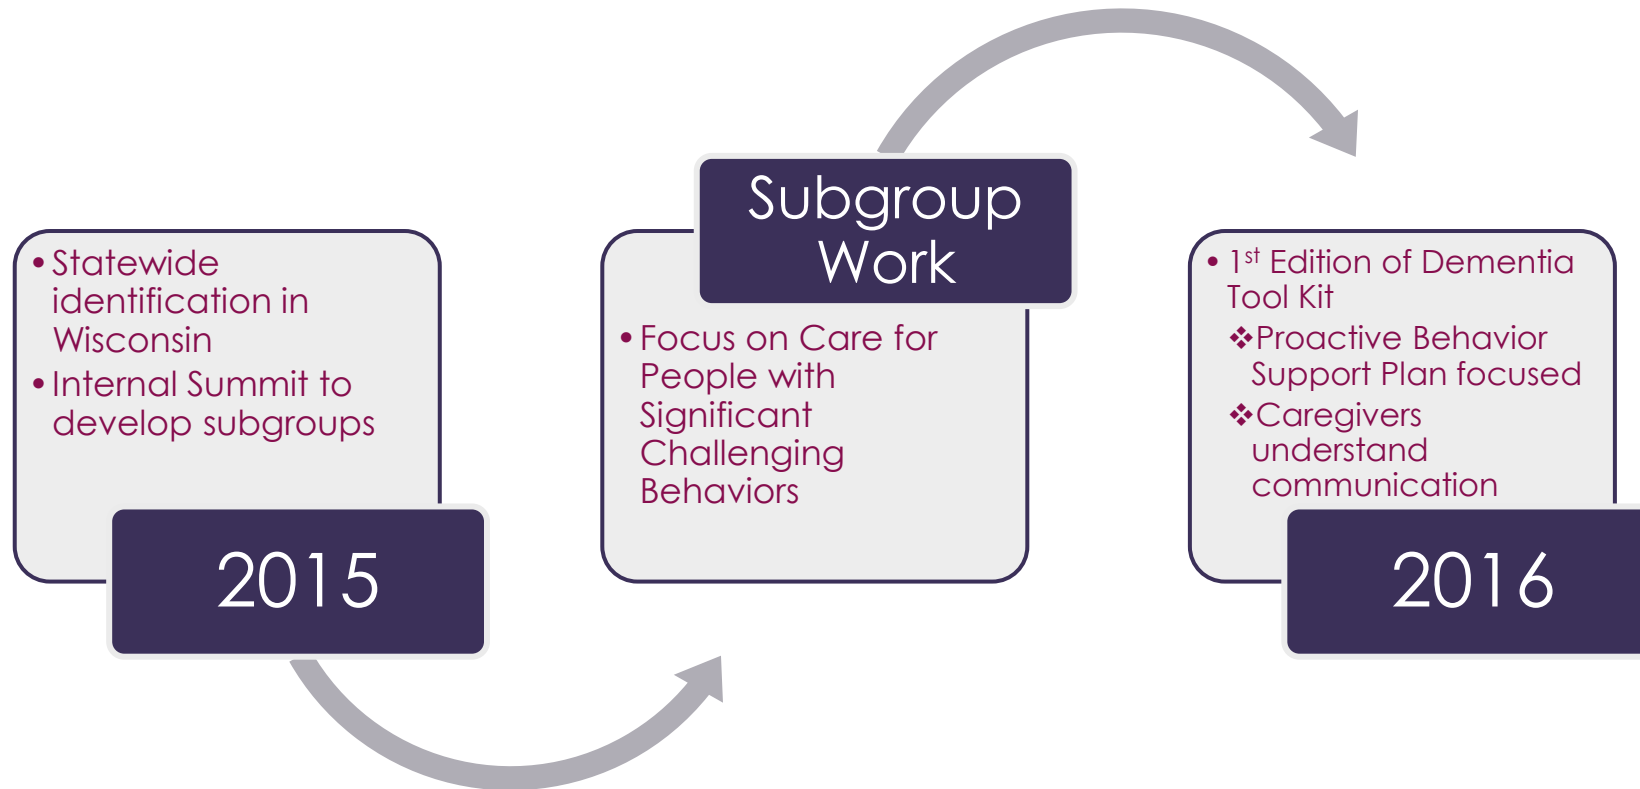 • Statewide
identification in
Wisconsin
• Internal Summit to
develop subgroups
2015
Subgroup
Work
• Focus on Care for
People with
Significant
Challenging
Behaviors
• 1st Edition of Dementia
Tool Kit
❖Proactive Behavior
Support Plan focused
❖Caregivers
understand
communication
2016